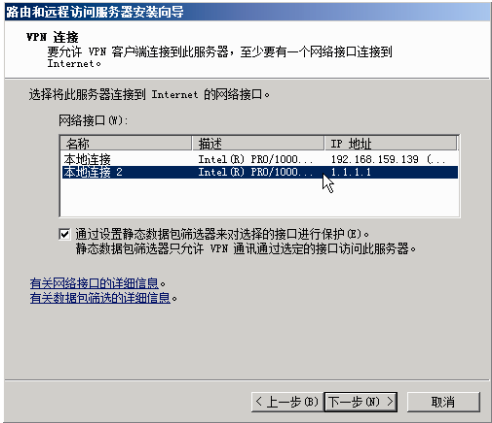 路由和远程访问服务器安装向导
VPN 连接
要允许 VPN 客户端连接到此服务器，至少要有一个网络接口连接到
Internet。
选择将此服务器连接到 Internet 的网络接口。
网络接口(W):
名称 描述 IP 地址
本地连接 Intel(R) PRO/1000... 192.168.159.139 (...
本地连接 2 Intel(R) PRO/1000... 1.1.1.1
通过设置静态数据包筛选器来对选择的接口进行保护(E)。
静态数据包筛选器只允许 VPN 通讯通过选定的接口访问此服务器。
有关网络接口的详细信息。
有关数据包筛选的详细信息。
< 上一步(B) 下一步(N) > 取消